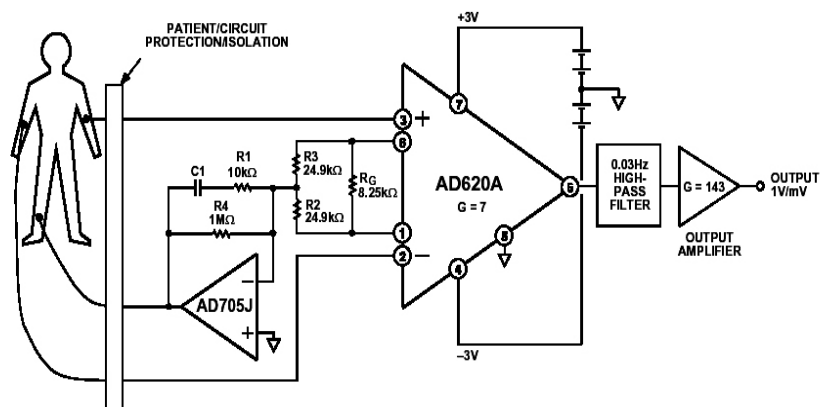 PATIENT/CIRCUIT
PROTECTION/ISOLATION
+3V
3
+
7
8
C1
R1
10kΩ
R3
24.9kΩ
RG
8.25kΩ
R4
1MΩ
R2
24.9kΩ
AD620A
G = 7
6
0.03Hz
HIGH-
PASS
FILTER
G = 143
OUTPUT
1V/mV
OUTPUT
AMPLIFIER
1
2
–
5
4
AD705J
–
+
–3V